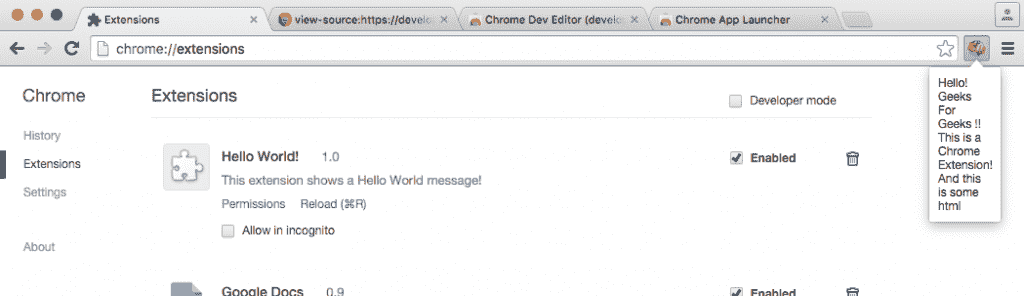 Extensions
view-source:https://develo
Chrome Dev Editor (develo
Chrome App Launcher
chrome://extensions
Chrome
Extensions
Developer mode
History
Extensions
Settings
About
Hello World! 1.0
Enabled
This extension shows a Hello World message!
Permissions Reload (⌘R)
Allow in incognito
Google Docs 0.9
Enabled
Hello!
Geeks
For
Geeks !!
This is a
Chrome
Extension!
And this
is some
html